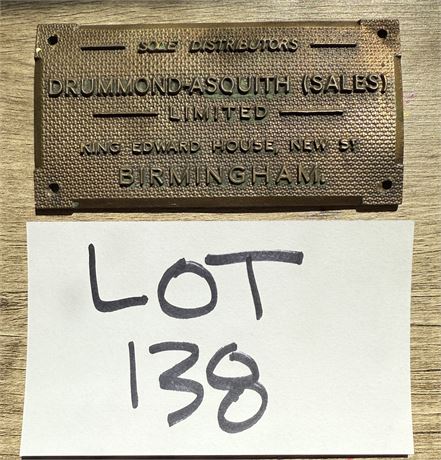 SOLE DISTRIBUTORS
DRUMMOND-ASQUITH (SALES)
LIMITED
KING EDWARD HOUSE, NEW ST
BIRMINGHAM.
LOT
138